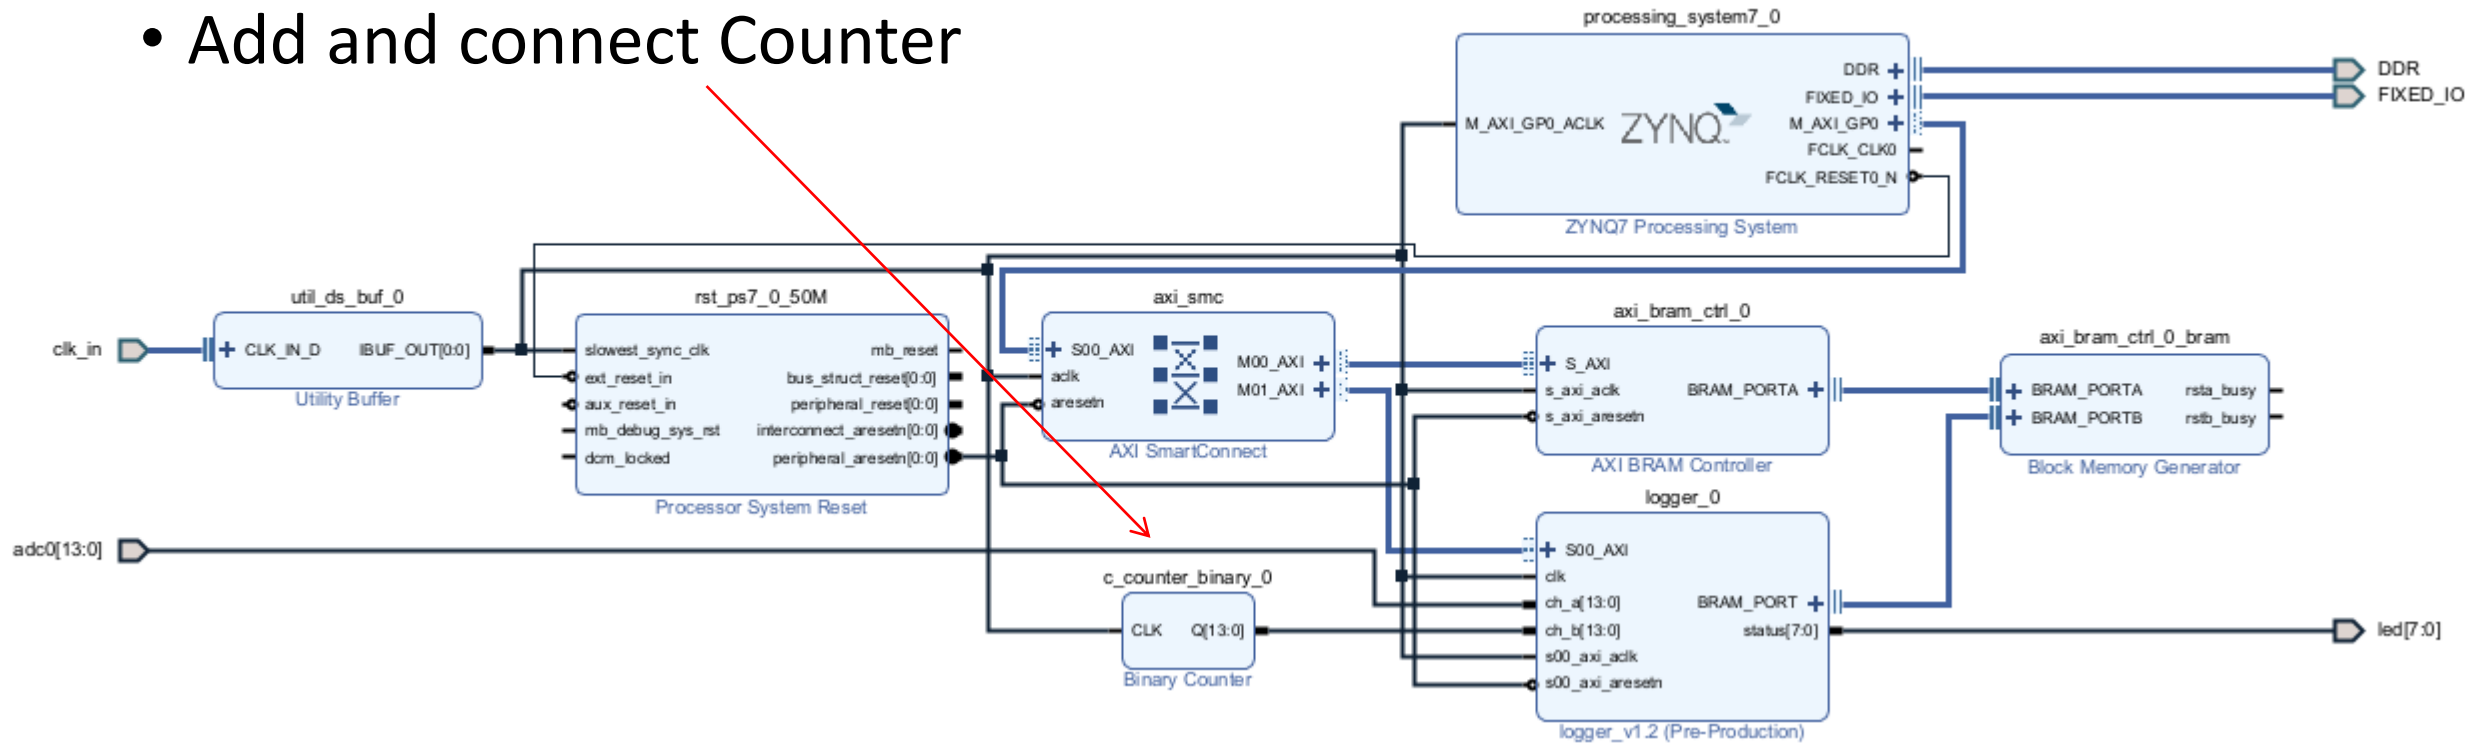 • Add and connect Counter
processing_system7_0
DDR
FIXED_IO
M_AXI_GP0_ACLK
ZYNQ
M_AXI_GP0
FCLK_CLK0
FCLK_RESET0_N
ZYNQ7 Processing System
DDR
FIXED_IO
util_ds_buf_0
clk_in
CLK_IN_D
IBUF_OUT[0:0]
Utility Buffer
rst_ps7_0_50M
slowest_sync_clk
ext_reset_in
aux_reset_in
mb_debug_sys_rst
dcm_locked
mb_reset
bus_struct_reset[0:0]
peripheral_reset[0:0]
interconnect_aresetn[0:0]
peripheral_aresetn[0:0]
Processor System Reset
axi_smc
S00_AXI
aclk
aresetn
M00_AXI
M01_AXI
AXI SmartConnect
axi_bram_ctrl_0
S_AXI
s_axi_aclk
s_axi_aresetn
BRAM_PORTA
AXI BRAM Controller
axi_bram_ctrl_0_bram
BRAM_PORTA
BRAM_PORTB
rsta_busy
rstb_busy
Block Memory Generator
adc0[13:0]
c_counter_binary_0
CLK
Q[13:0]
Binary Counter
logger_0
S00_AXI
clk
ch_a[13:0]
ch_b[13:0]
s00_axi_aclk
s00_axi_aresetn
BRAM_PORT
status[7:0]
logger_v1.2 (Pre-Production)
led[7:0]